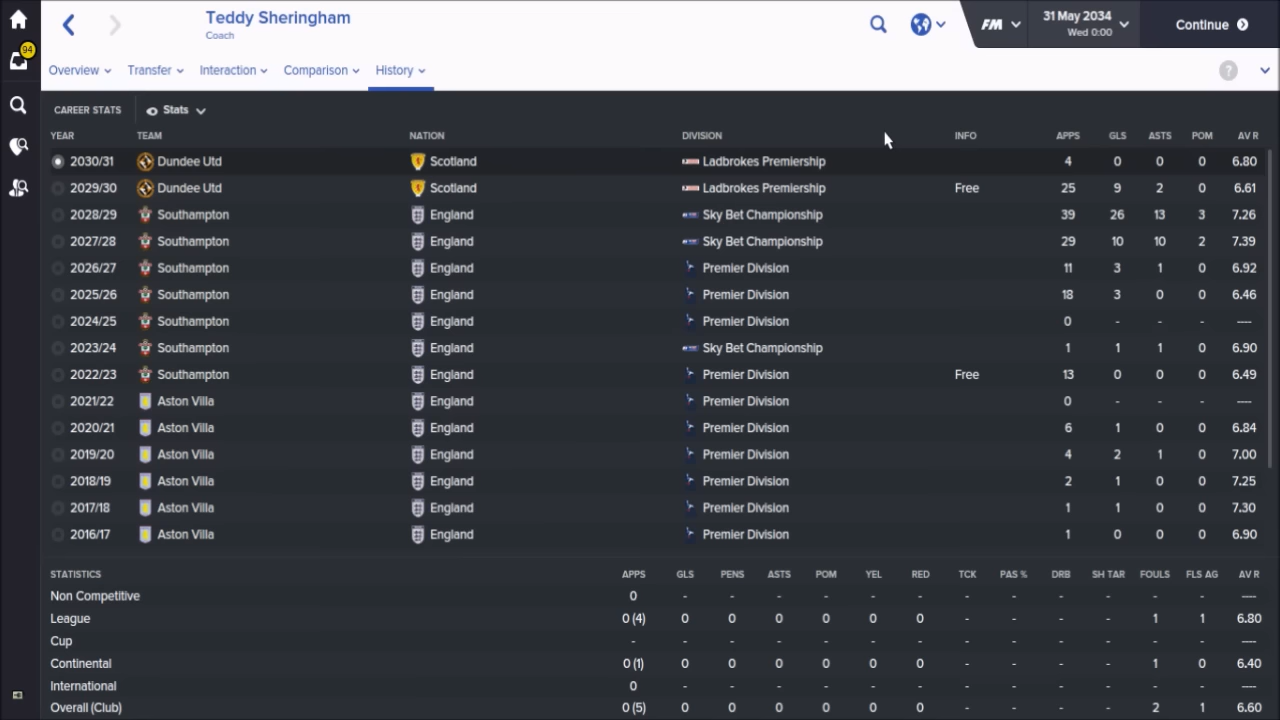 Teddy Sheringham
Coach
94
FM
31 May 2034
Wed 0:00
Continue
Overview Transfer Interaction Comparison History ?
CAREER STATS Stats
YEAR TEAM NATION DIVISION INFO APPS GLS ASTS POM AV R
2030/31 Dundee Utd Scotland Ladbrokes Premiership 4 0 0 0 6.80
2029/30 Dundee Utd Scotland Ladbrokes Premiership Free 25 9 2 0 6.61
2028/29 Southampton England Sky Bet Championship 39 26 13 3 7.26
2027/28 Southampton England Sky Bet Championship 29 10 10 2 7.39
2026/27 Southampton England Premier Division 11 3 1 0 6.92
2025/26 Southampton England Premier Division 18 3 0 0 6.46
2024/25 Southampton England Premier Division 0 - - - ----
2023/24 Southampton England Sky Bet Championship 1 1 1 0 6.90
2022/23 Southampton England Premier Division Free 13 0 0 0 6.49
2021/22 Aston Villa England Premier Division 0 - - - ----
2020/21 Aston Villa England Premier Division 6 1 0 0 6.84
2019/20 Aston Villa England Premier Division 4 2 1 0 7.00
2018/19 Aston Villa England Premier Division 2 1 0 0 7.25
2017/18 Aston Villa England Premier Division 1 1 0 0 7.30
2016/17 Aston Villa England Premier Division 1 0 0 0 6.90
STATISTICS APPS GLS PENS ASTS POM YEL RED TCK PAS % DRB SH TAR FOULS FLS AG AV R
Non Competitive 0 - - - - - - - - - - - - ----
League 0 (4) 0 0 0 0 0 0 - - - - 1 1 6.80
Cup - - - - - - - - - - - - - ----
Continental 0 (1) 0 0 0 0 0 0 - - - - 1 0 6.40
International 0 - - - - - - - - - - - - ----
Overall (Club) 0 (5) 0 0 0 0 0 0 - - - - 2 1 6.60